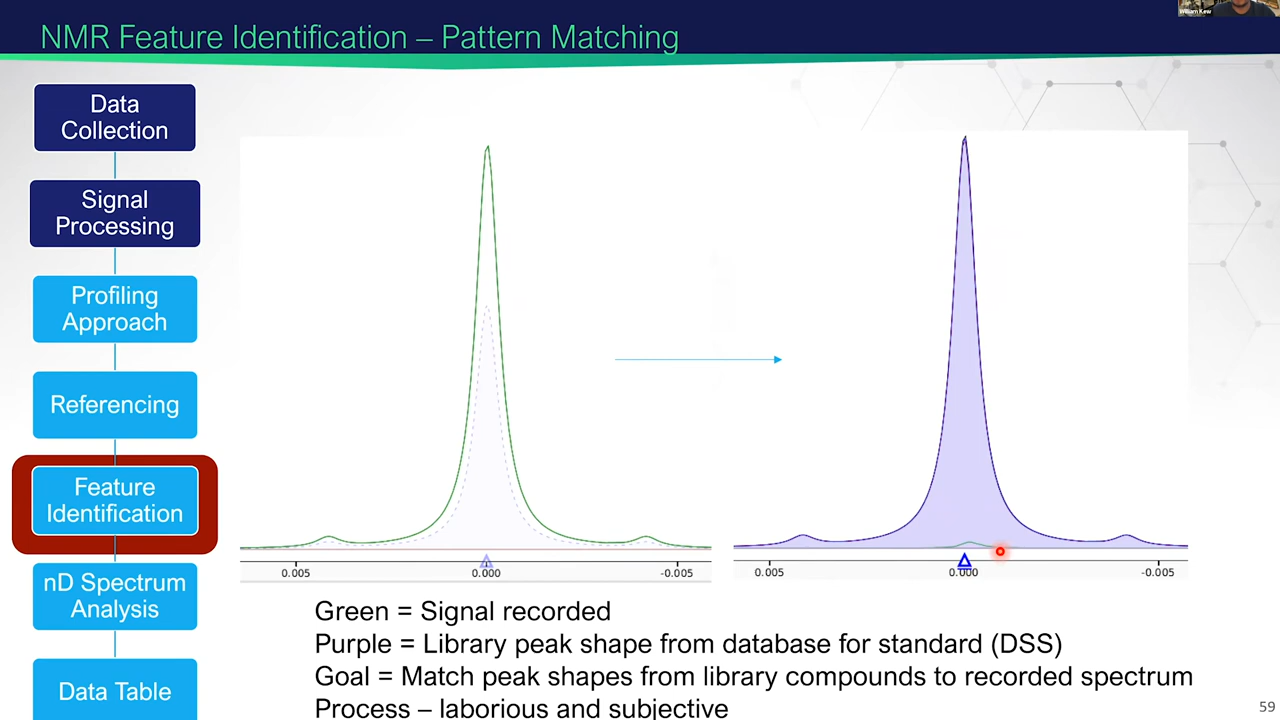 William Kew
NMR Feature Identification – Pattern Matching
Data
Collection
Signal
Processing
Profiling
Approach
Referencing
Feature
Identification
nD Spectrum
Analysis
Data Table
0.005 0.000 -0.005
0.005 0.000 -0.005
Green = Signal recorded
Purple = Library peak shape from database for standard (DSS)
Goal = Match peak shapes from library compounds to recorded spectrum
Process – laborious and subjective
59